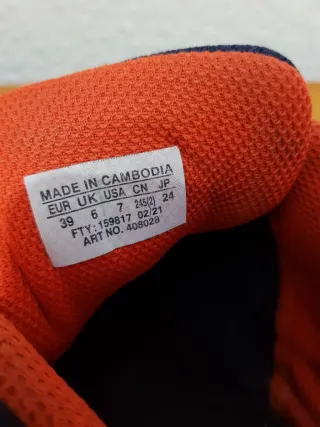 MADE IN CAMBODIA
EUR UK USA CN JP
39 6 7 245(2) 24
FTY: 159817 02/21
ART NO. 408028